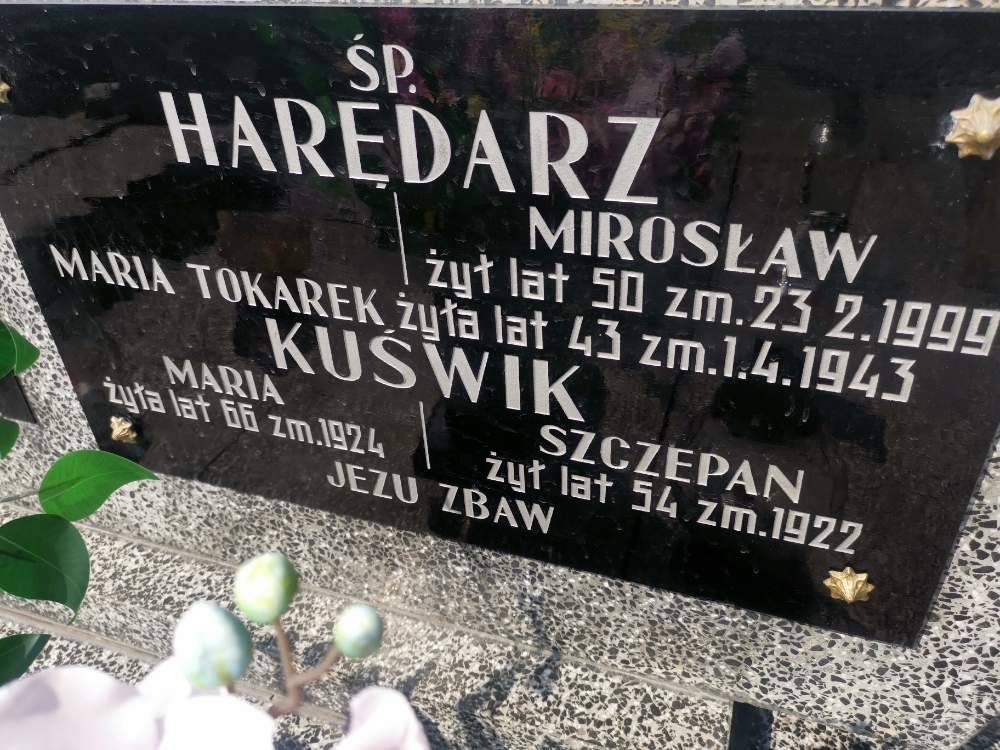 ŚP.
HARĘDARZ
MIROSŁAW
żył lat 50 zm. 23 2.1999
MARIA TOKAREK żyła lat 43 zm.1.4.1943
KUŚWIK
MARIA
żyła lat 66 zm.1924
SZCZEPAN
żył lat 54 zm.1922
JEZU ZBAW